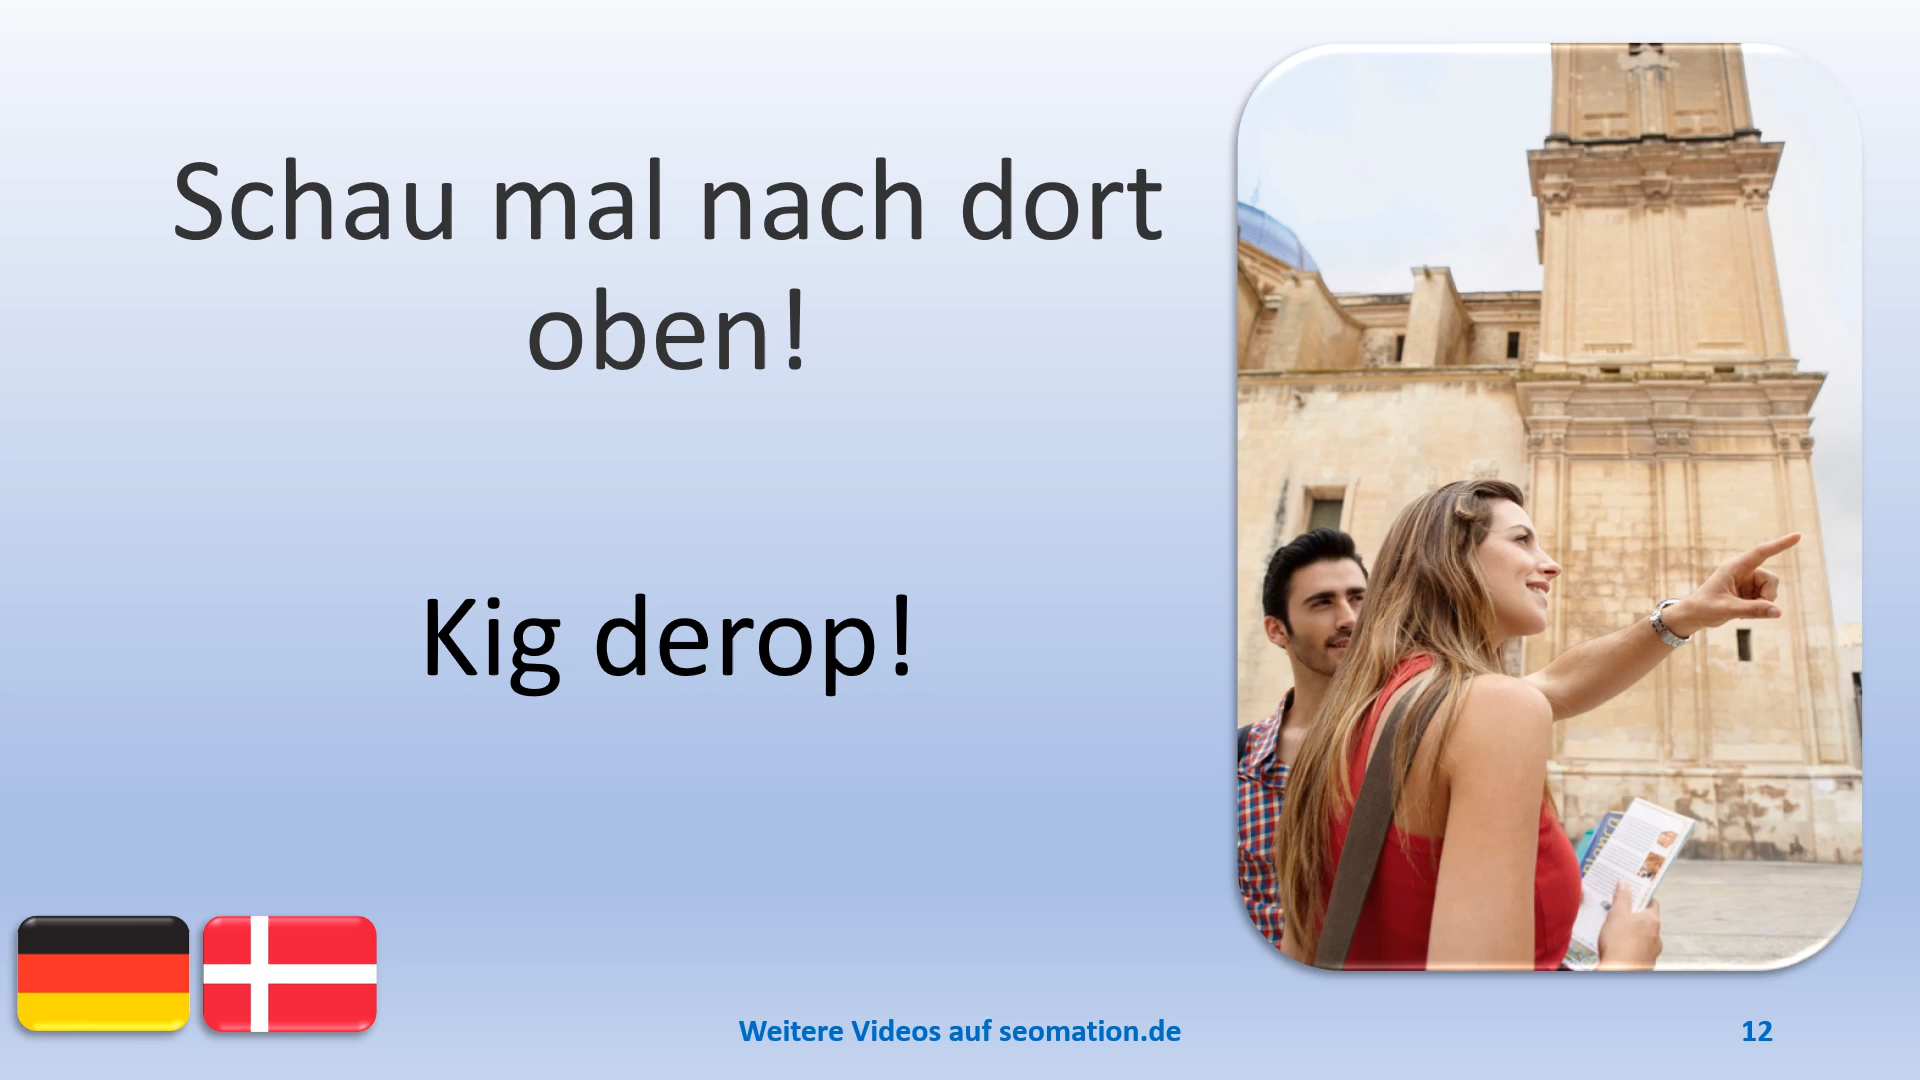 Schau mal nach dort
oben!
Kig derop!
Weitere Videos auf seomation.de
12